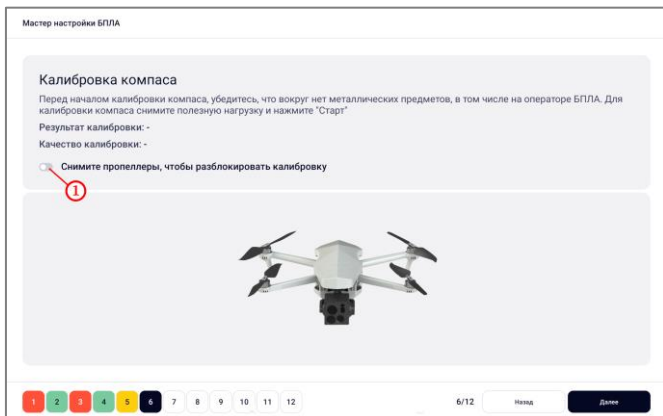 Мастер настройки БПЛА
Калибровка компаса
Перед началом калибровки компаса, убедитесь, что вокруг нет металлических предметов, в том числе на операторе БПЛА. Для
калибровки компаса снимите полезную нагрузку и нажмите "Старт"
Результат калибровки: -
Качество калибровки: -
Снимите пропеллеры, чтобы разблокировать калибровку
1
1 2 3 4 5 6 7 8 9 10 11 12 6/12 Назад Далее